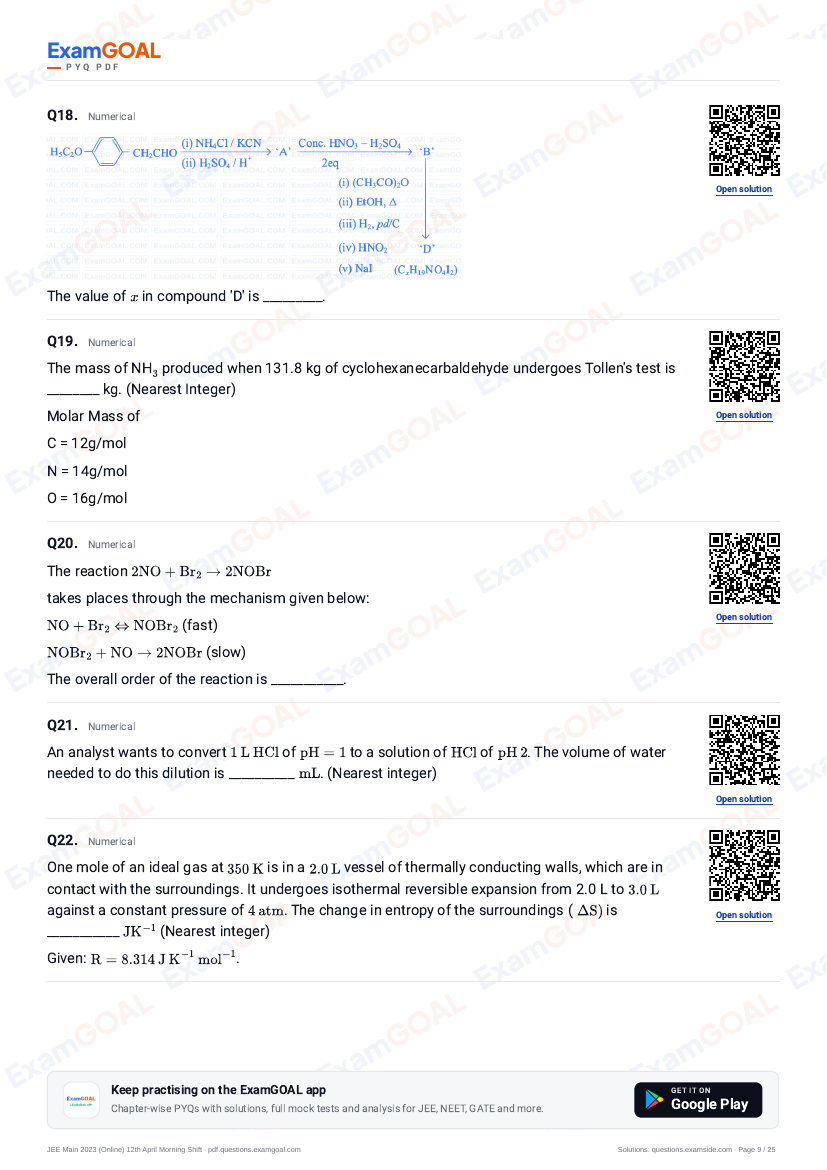 ExamGOAL
PYQ PDF
Q18. Numerical
Open solution
H₅C₂O CH₂CHO (i) NH₄Cl / KCN (ii) H₂SO₄ / H⁺ 'A' Conc. HNO₃ – H₂SO₄ 2eq 'B'
(i) (CH₃CO)₂O
(ii) EtOH, Δ
(iii) H₂, pd/C
(iv) HNO₂ 'D'
(v) NaI (CₓH₁₉NO₄I₂)
The value of x in compound 'D' is _________.
Q19. Numerical
Open solution
The mass of NH₃ produced when 131.8 kg of cyclohexanecarbaldehyde undergoes Tollen's test is
________ kg. (Nearest Integer)
Molar Mass of
C = 12g/mol
N = 14g/mol
O = 16g/mol
Q20. Numerical
Open solution
The reaction 2NO + Br₂ → 2NOBr
takes places through the mechanism given below:
NO + Br₂ ⇔ NOBr₂ (fast)
NOBr₂ + NO → 2NOBr (slow)
The overall order of the reaction is ___________.
Q21. Numerical
Open solution
An analyst wants to convert 1 L HCl of pH = 1 to a solution of HCl of pH 2. The volume of water
needed to do this dilution is __________ mL. (Nearest integer)
Q22. Numerical
Open solution
One mole of an ideal gas at 350 K is in a 2.0 L vessel of thermally conducting walls, which are in
contact with the surroundings. It undergoes isothermal reversible expansion from 2.0 L to 3.0 L
against a constant pressure of 4 atm. The change in entropy of the surroundings ( ΔS) is
___________ JK⁻¹ (Nearest integer)
Given: R = 8.314 J K⁻¹ mol⁻¹.
ExamGOAL
Keep practising on the ExamGOAL app
Chapter-wise PYQs with solutions, full mock tests and analysis for JEE, NEET, GATE and more.
GET IT ON
Google Play
JEE Main 2023 (Online) 12th April Morning Shift · pdf.questions.examgoal.com
Solutions: questions.examside.com · Page 9 / 25